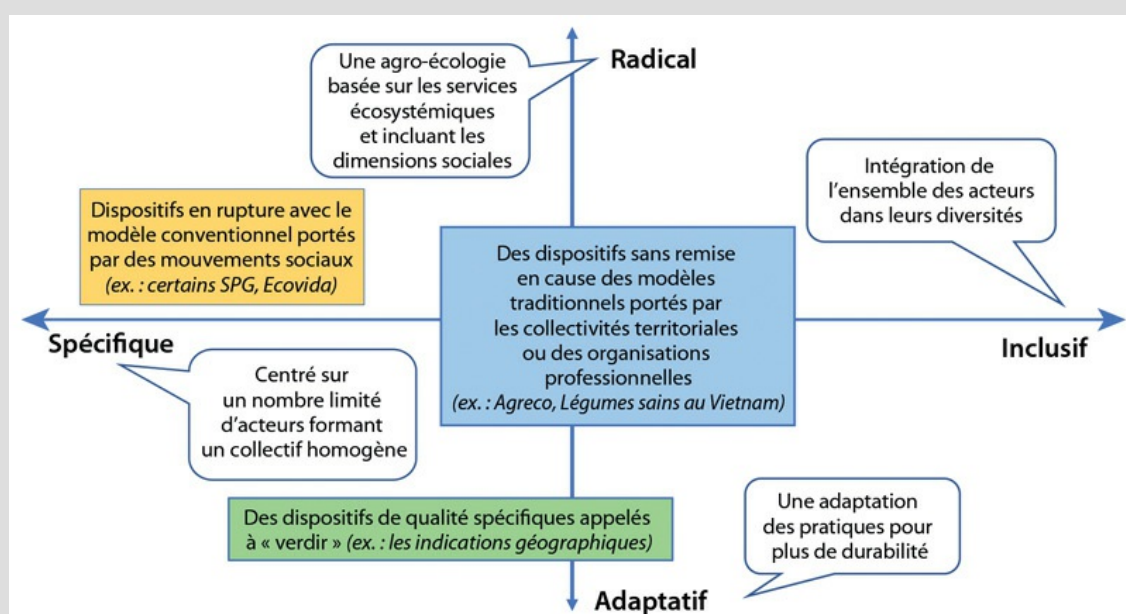 Une agro-écologie
basée sur les services
écosystémiques
et incluant les
dimensions sociales
Radical
Intégration de
l'ensemble des acteurs
dans leurs diversités
Dispositifs en rupture avec le
modèle conventionnel portés
par des mouvements sociaux
(ex. : certains SPG, Ecovida)
Des dispositifs sans remise
en cause des modèles
traditionnels portés par
les collectivités territoriales
ou des organisations
professionnelles
(ex. : Agreco, Légumes sains au Vietnam)
Spécifique
Inclusif
Centré sur
un nombre limité
d'acteurs formant
un collectif homogène
Des dispositifs de qualité spécifiques appelés
à « verdir » (ex. : les indications géographiques)
Une adaptation
des pratiques pour
plus de durabilité
Adaptatif